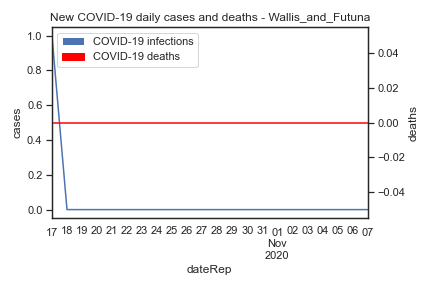 New COVID-19 daily cases and deaths - Wallis_and_Futuna
COVID-19 infections
COVID-19 deaths
1.0
0.8
0.6
0.4
0.2
0.0
cases
0.04
0.02
0.00
−0.02
−0.04
deaths
17 18 19 20 21 22 23 24 25 26 27 28 29 30 31 01 02 03 04 05 06 07
Nov
2020
dateRep